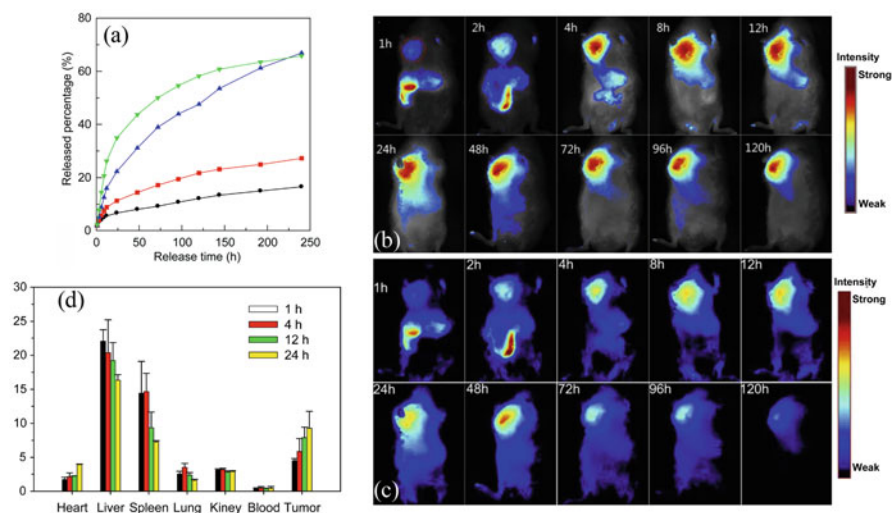 (a)
80
60
40
20
0
Released percentage (%)
0 50 100 150 200 250
Release time (h)
1h 2h 4h 8h 12h
24h 48h 72h 96h 120h
(b)
Intensity
Strong
Weak
1h 2h 4h 8h 12h
24h 48h 72h 96h 120h
(c)
Intensity
Strong
Weak
(d)
30
25
20
15
10
5
0
1 h
4 h
12 h
24 h
Heart Liver Spleen Lung Kiney Blood Tumor